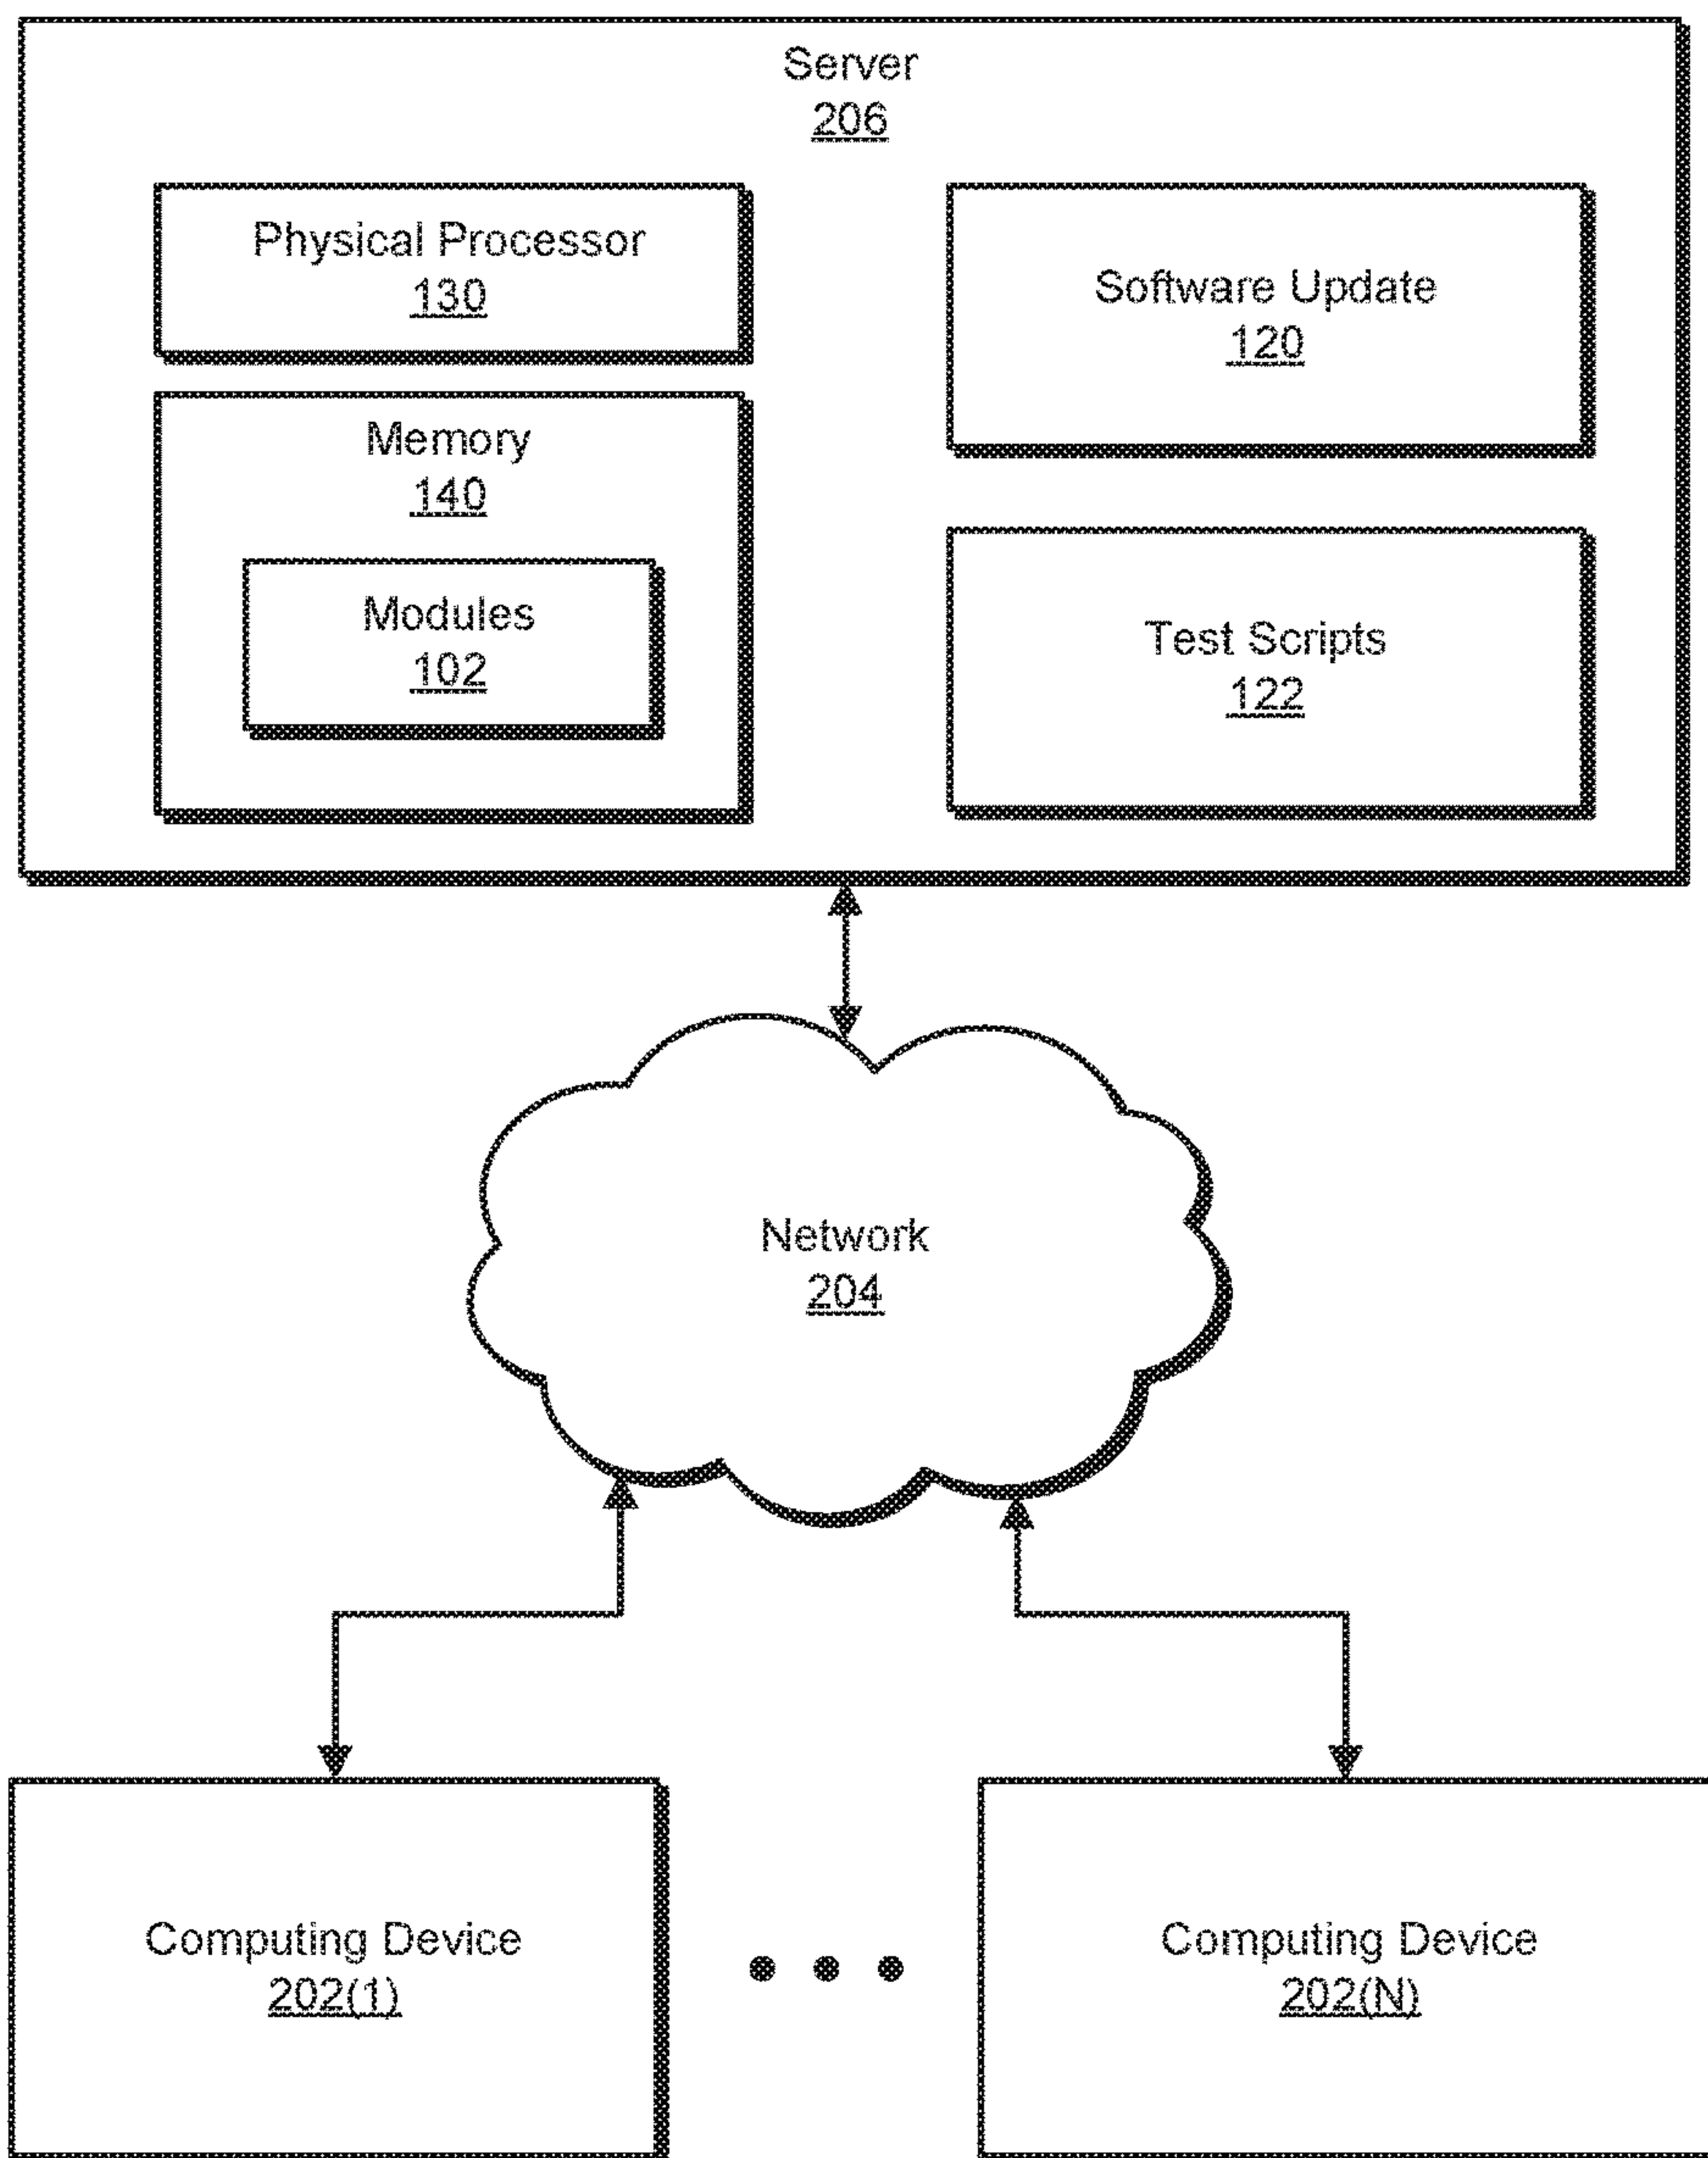 Server
206
Physical Processor
130
Memory
140
Modules
102
Software Update
120
Test Scripts
122
Network
204
Computing Device
202(1)
Computing Device
202(N)